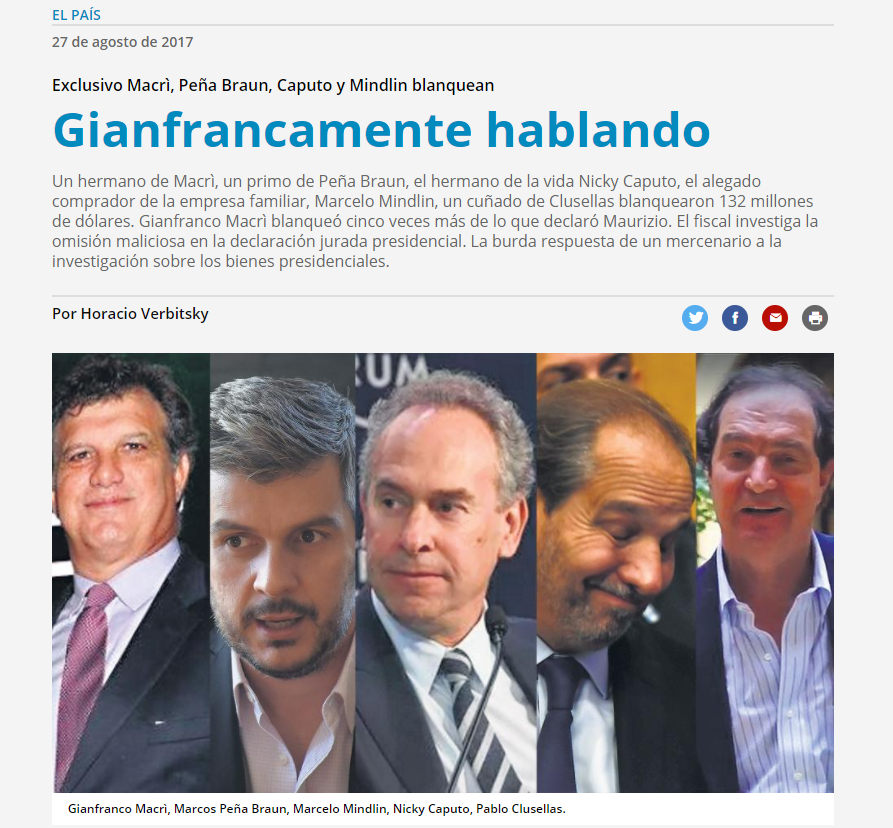 EL PAÍS
27 de agosto de 2017
Exclusivo Macrì, Peña Braun, Caputo y Mindlin blanquean
Gianfrancamente hablando
Un hermano de Macrì, un primo de Peña Braun, el hermano de la vida Nicky Caputo, el alegado
comprador de la empresa familiar, Marcelo Mindlin, un cuñado de Clusellas blanquearon 132 millones
de dólares. Gianfranco Macrì blanqueó cinco veces más de lo que declaró Maurizio. El fiscal investiga la
omisión maliciosa en la declaración jurada presidencial. La burda respuesta de un mercenario a la
investigación sobre los bienes presidenciales.
Por Horacio Verbitsky
f
RUM
Gianfranco Macrì, Marcos Peña Braun, Marcelo Mindlin, Nicky Caputo, Pablo Clusellas.